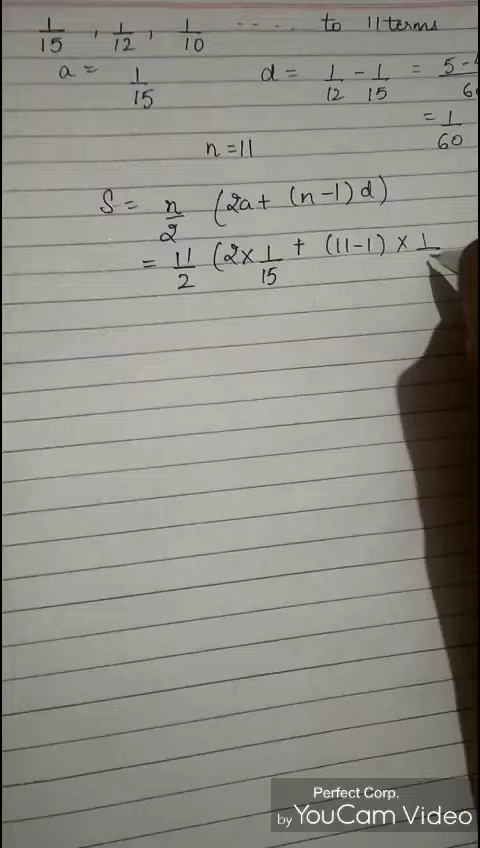 1/15 , 1/12 , 1/10 ..... to 11 terms
a = 1/15 d = 1/12 - 1/15 = 5-
= 1/60
n = 11
S = n/2 (2a + (n-1) d)
= 11/2 (2 × 1/15 + (11-1) × 1
Perfect Corp.
by YouCam Video